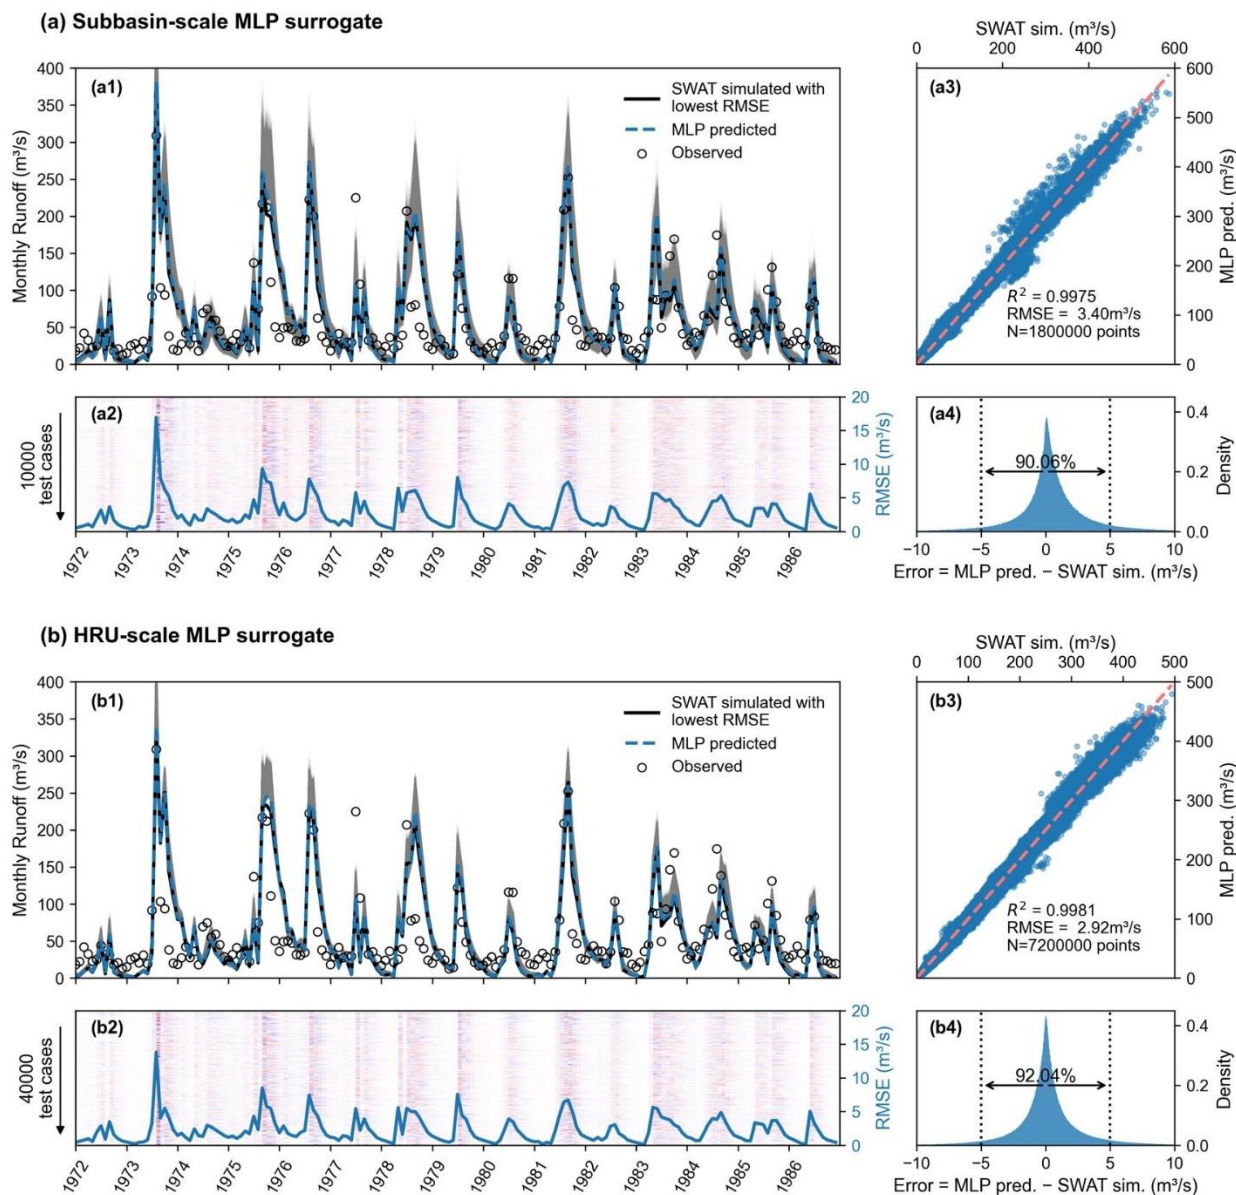 (a) Subbasin-scale MLP surrogate
(a1)
400
350
300
250
200
150
100
50
0
Monthly Runoff (m³/s)
SWAT simulated with
lowest RMSE
MLP predicted
Observed
SWAT sim. (m³/s)
0
150
300
450
600
(a3)
600
500
400
300
200
100
0
MLP pred. (m³/s)
R² = 0.9975
RMSE = 3.40m³/s
N=1800000 points
(a2)
10000
test cases
20
15
10
5
0
RMSE (m³/s)
1972
1973
1974
1975
1976
1977
1978
1979
1980
1981
1982
1983
1984
1985
1986
(a4)
90.06%
0.4
0.2
0.0
Density
−10
−5
0
5
10
Error = MLP pred. − SWAT sim. (m³/s)
(b) HRU-scale MLP surrogate
(b1)
400
350
300
250
200
150
100
50
0
Monthly Runoff (m³/s)
SWAT simulated with
lowest RMSE
MLP predicted
Observed
SWAT sim. (m³/s)
0
100
200
300
400
500
(b3)
500
400
300
200
100
0
MLP pred. (m³/s)
R² = 0.9981
RMSE = 2.92m³/s
N=7200000 points
(b2)
40000
test cases
20
15
10
5
0
RMSE (m³/s)
1972
1973
1974
1975
1976
1977
1978
1979
1980
1981
1982
1983
1984
1985
1986
(b4)
92.04%
0.4
0.2
0.0
Density
−10
−5
0
5
10
Error = MLP pred. − SWAT sim. (m³/s)